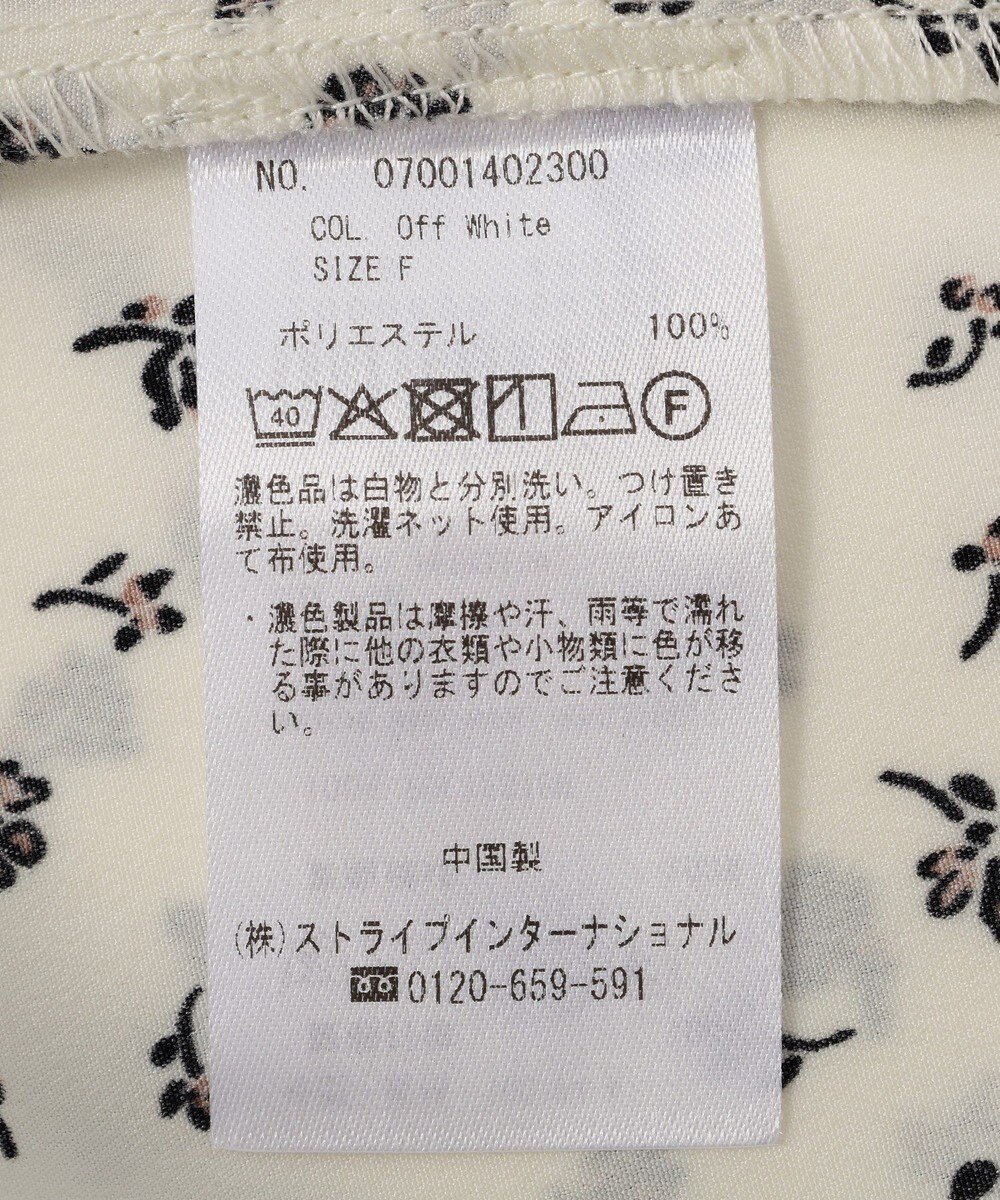 NO. 07001402300
COL. Off White
SIZE F
ポリエステル 100%
40 F
濃色品は白物と分別洗い。つけ置き
禁止。洗濯ネット使用。アイロンあ
て布使用。
・濃色製品は摩擦や汗、雨等で濡れ
た際に他の衣類や小物類に色が移
る事がありますのでご注意くださ
い。
中国製
(株)ストライプインターナショナル
0120-659-591